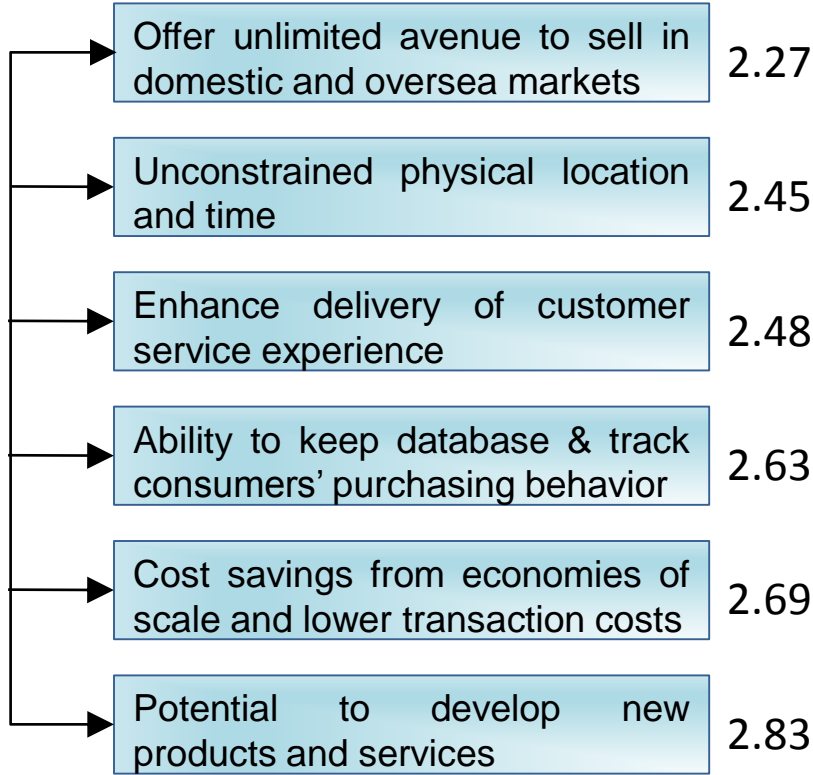 Offer unlimited avenue to sell in
domestic and oversea markets
2.27
Unconstrained physical location
and time
2.45
Enhance delivery of customer
service experience
2.48
Ability to keep database & track
consumers’ purchasing behavior
2.63
Cost savings from economies of
scale and lower transaction costs
2.69
Potential to develop new
products and services
2.83